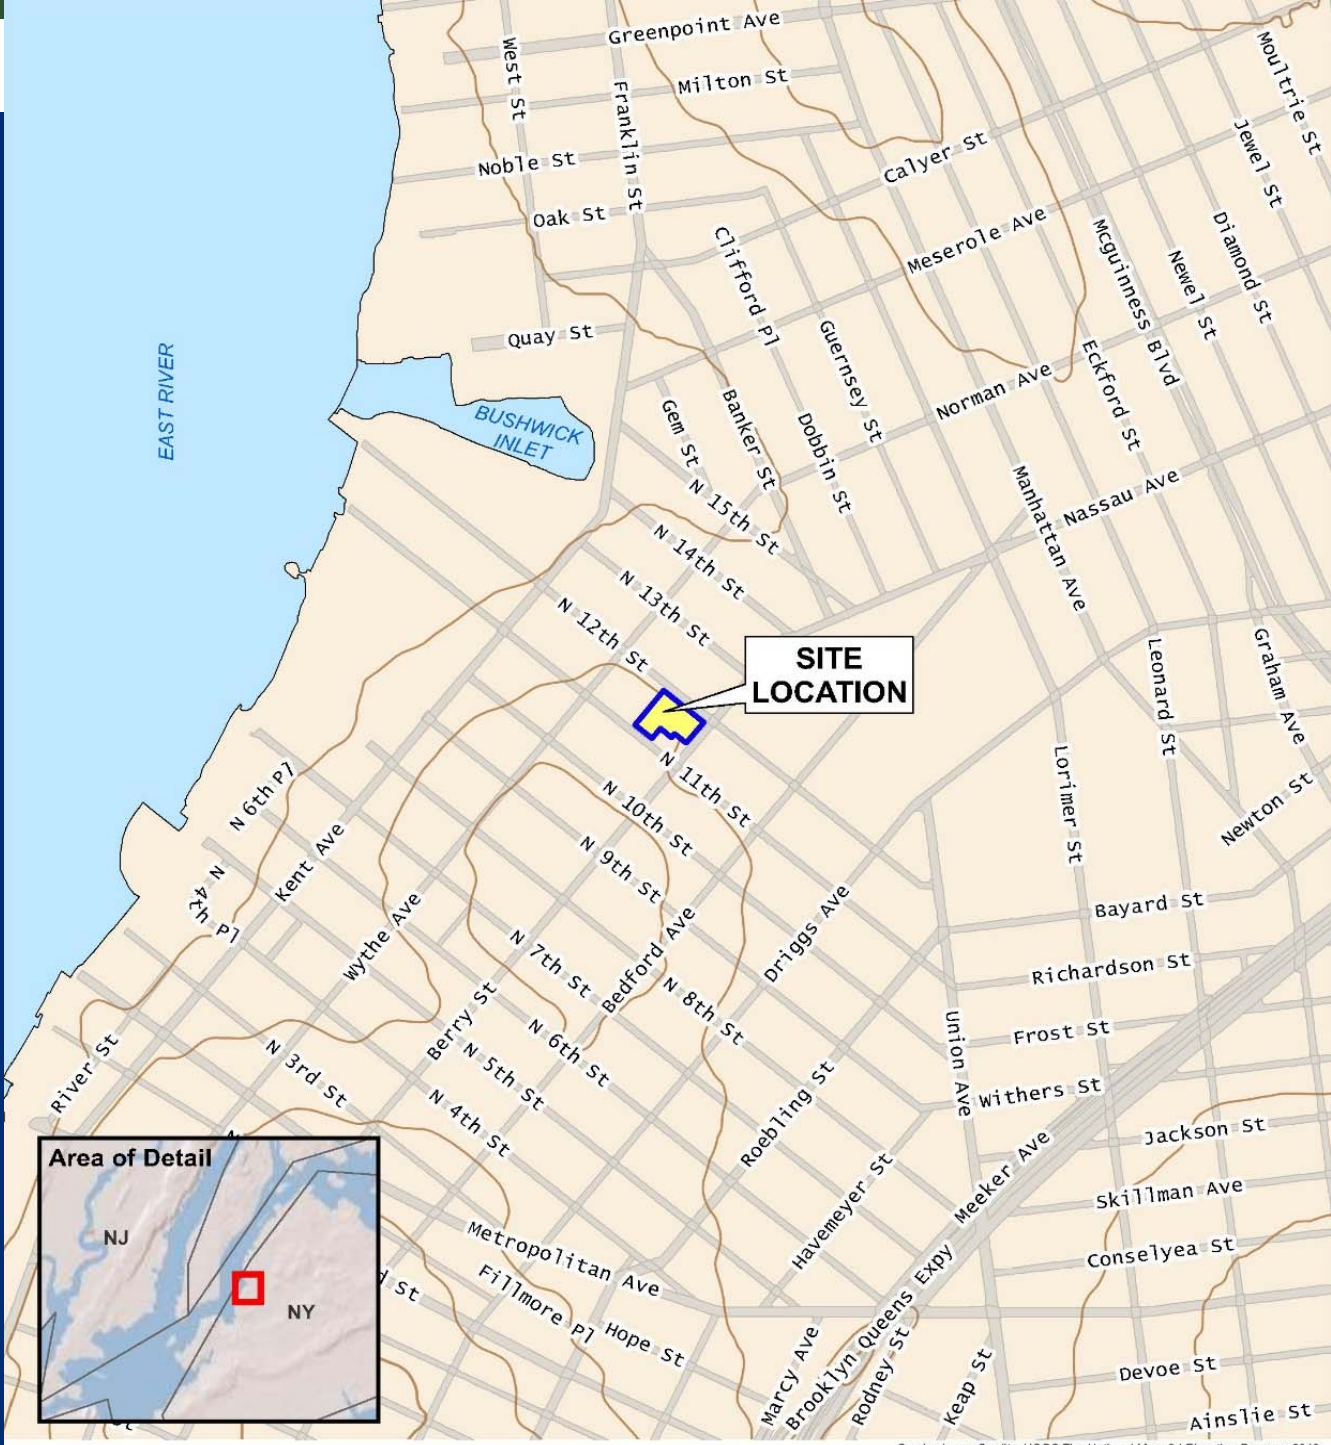 Greenpoint Ave
West St
Milton St
Franklin St
Moultrie St
Noble St
Calyer St
Jewel St
Oak St
Clifford Pl
Meserole Ave
Mcguinness Blvd
Newel St
Diamond St
Quay St
Guernsey St
Eckford St
EAST RIVER
BUSHWICK
INLET
Gem St
Banker St
Dobbin St
Norman Ave
N 15th St
Manhattan Ave
Nassau Ave
N 14th St
N 13th St
N 12th St
SITE
LOCATION
Leonard St
Graham Ave
N 11th St
N 6th Pl
N 10th St
Lorimer St
Newton St
Kent Ave
N 9th St
N 4th Pl
Wythe Ave
Bedford Ave
Driggs Ave
Bayard St
N 7th St
N 8th St
Richardson St
Berry St
N 6th St
Union Ave
Frost St
River St
N 3rd St
N 5th St
N 4th St
Roebling St
Withers St
Jackson St
Area of Detail
Meeker Ave
Havemeyer St
Skillman Ave
NJ
Metropolitan Ave
Conselyea St
NY
d St
Fillmore Pl
Brooklyn Queens Expy
Hope St
Marcy Ave
Rodney St
Keap St
Devoe St
Ainslie St